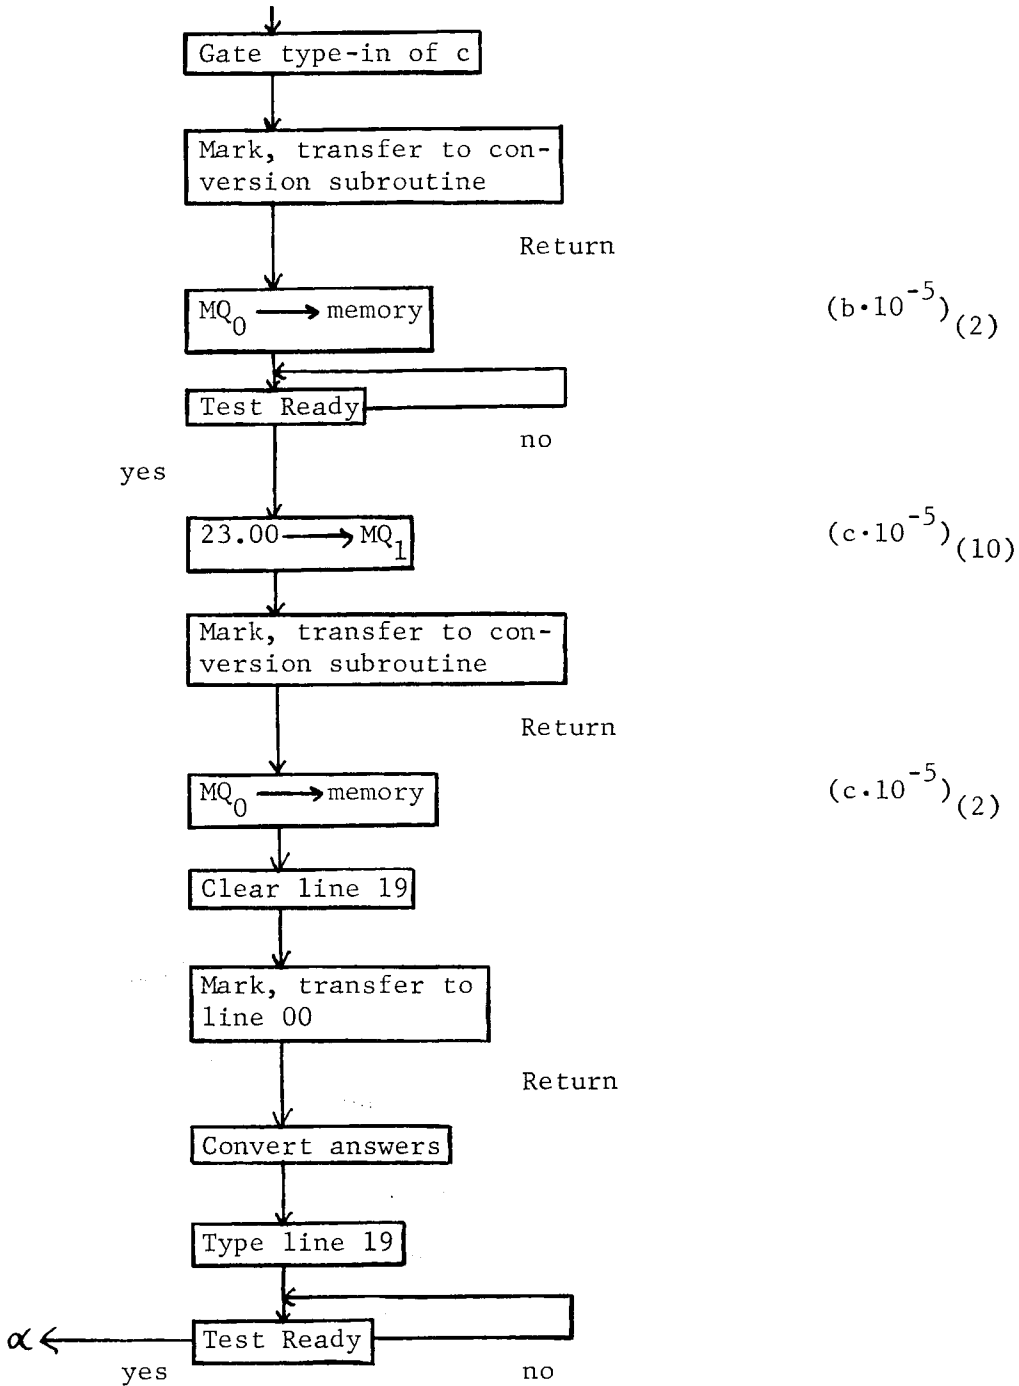 Gate type-in of c
Mark, transfer to con-
version subroutine
Return
MQ0 → memory
(b·10^-5)(2)
Test Ready
no
yes
23.00 → MQ1
(c·10^-5)(10)
Mark, transfer to con-
version subroutine
Return
MQ0 → memory
(c·10^-5)(2)
Clear line 19
Mark, transfer to
line 00
Return
Convert answers
Type line 19
α ← Test Ready
yes
no